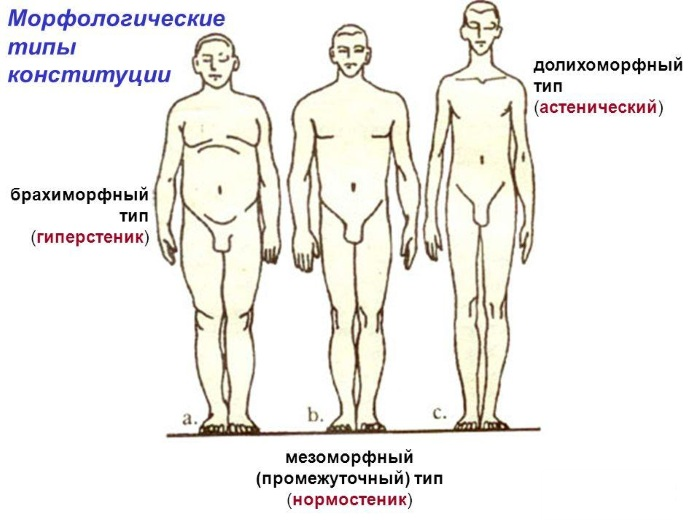 Морфологические
типы
конституции
долихоморфный
тип
(астенический)
брахиморфный
тип
(гиперстеник)
a.
b.
c.
мезоморфный
(промежуточный) тип
(нормостеник)